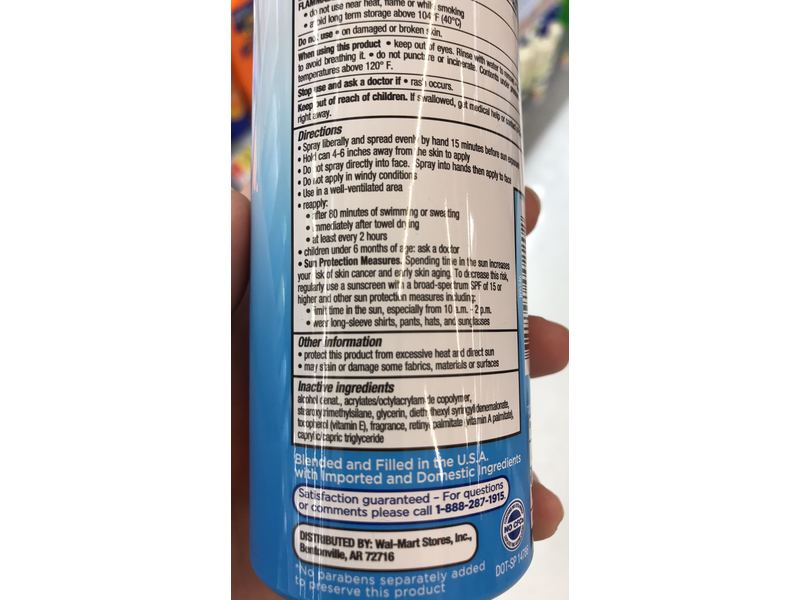 • do not use near heat, flame or while smoking
• avoid long term storage above 104°F (40°C)
Do not use • on damaged or broken skin.
When using this product • keep out of eyes. Rinse with water to
to avoid breathing it. • do not puncture or incinerate. Contents under
temperatures above 120° F.
Stop use and ask a doctor if • rash occurs.
Keep out of reach of children. If swallowed, get medical help or
right away.
Directions
• Spray liberally and spread evenly by hand 15 minutes before sun
• Hold can 4-6 inches away from the skin to apply
• Do not spray directly into face. Spray into hands then apply to face
• Do not apply in windy conditions
• Use in a well-ventilated area
• reapply:
• after 80 minutes of swimming or sweating
• immediately after towel drying
• at least every 2 hours
• children under 6 months of age: ask a doctor
• Sun Protection Measures. Spending time in the sun increases
your risk of skin cancer and early skin aging. To decrease this risk,
regularly use a sunscreen with a broad-spectrum SPF of 15 or
higher and other sun protection measures including:
• limit time in the sun, especially from 10 a.m. - 2 p.m.
• wear long-sleeve shirts, pants, hats, and sunglasses
Other information
• protect this product from excessive heat and direct sun
• may stain or damage some fabrics, materials or surfaces
Inactive ingredients
alcohol denat., acrylates/octylacrylamide copolymer,
stearoxytrimethylsilane, glycerin, diethylhexyl syringylidenemalonate,
tocopherol (vitamin E), fragrance, retinyl palmitate (vitamin A palmitate),
caprylic/capric triglyceride
Blended and Filled in the U.S.A.
with Imported and Domestic Ingredients
Satisfaction guaranteed – For questions
or comments please call 1-888-287-1915.
DISTRIBUTED BY: Wal-Mart Stores, Inc.,
Bentonville, AR 72716
NO CFCs
*No parabens separately added
to preserve this product
DOT-SP